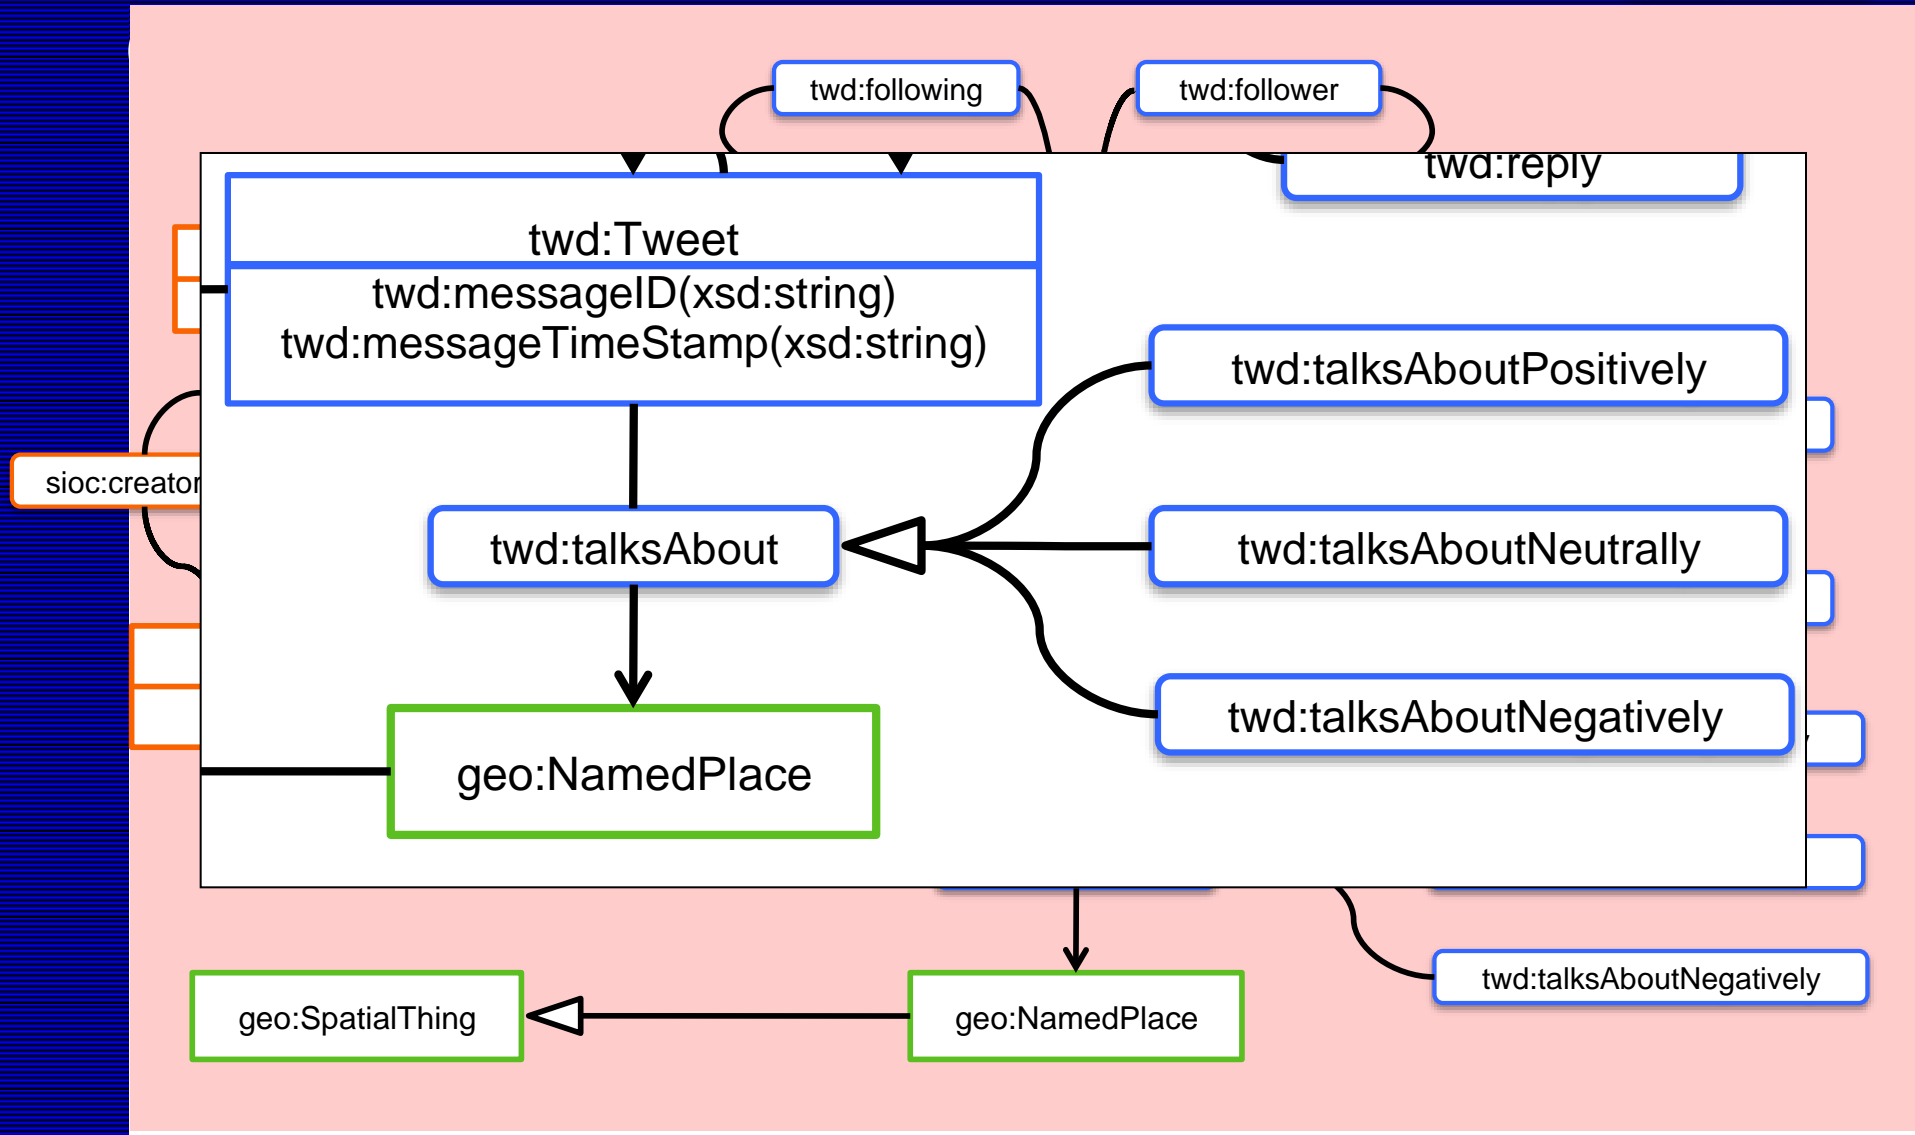 twd:following
twd:follower
twd:reply
twd:Tweet
twd:messageID(xsd:string)
twd:messageTimeStamp(xsd:string)
twd:talksAboutPositively
sioc:creator
twd:talksAbout
twd:talksAboutNeutrally
twd:talksAboutNegatively
geo:NamedPlace
twd:talksAboutNegatively
geo:SpatialThing
geo:NamedPlace